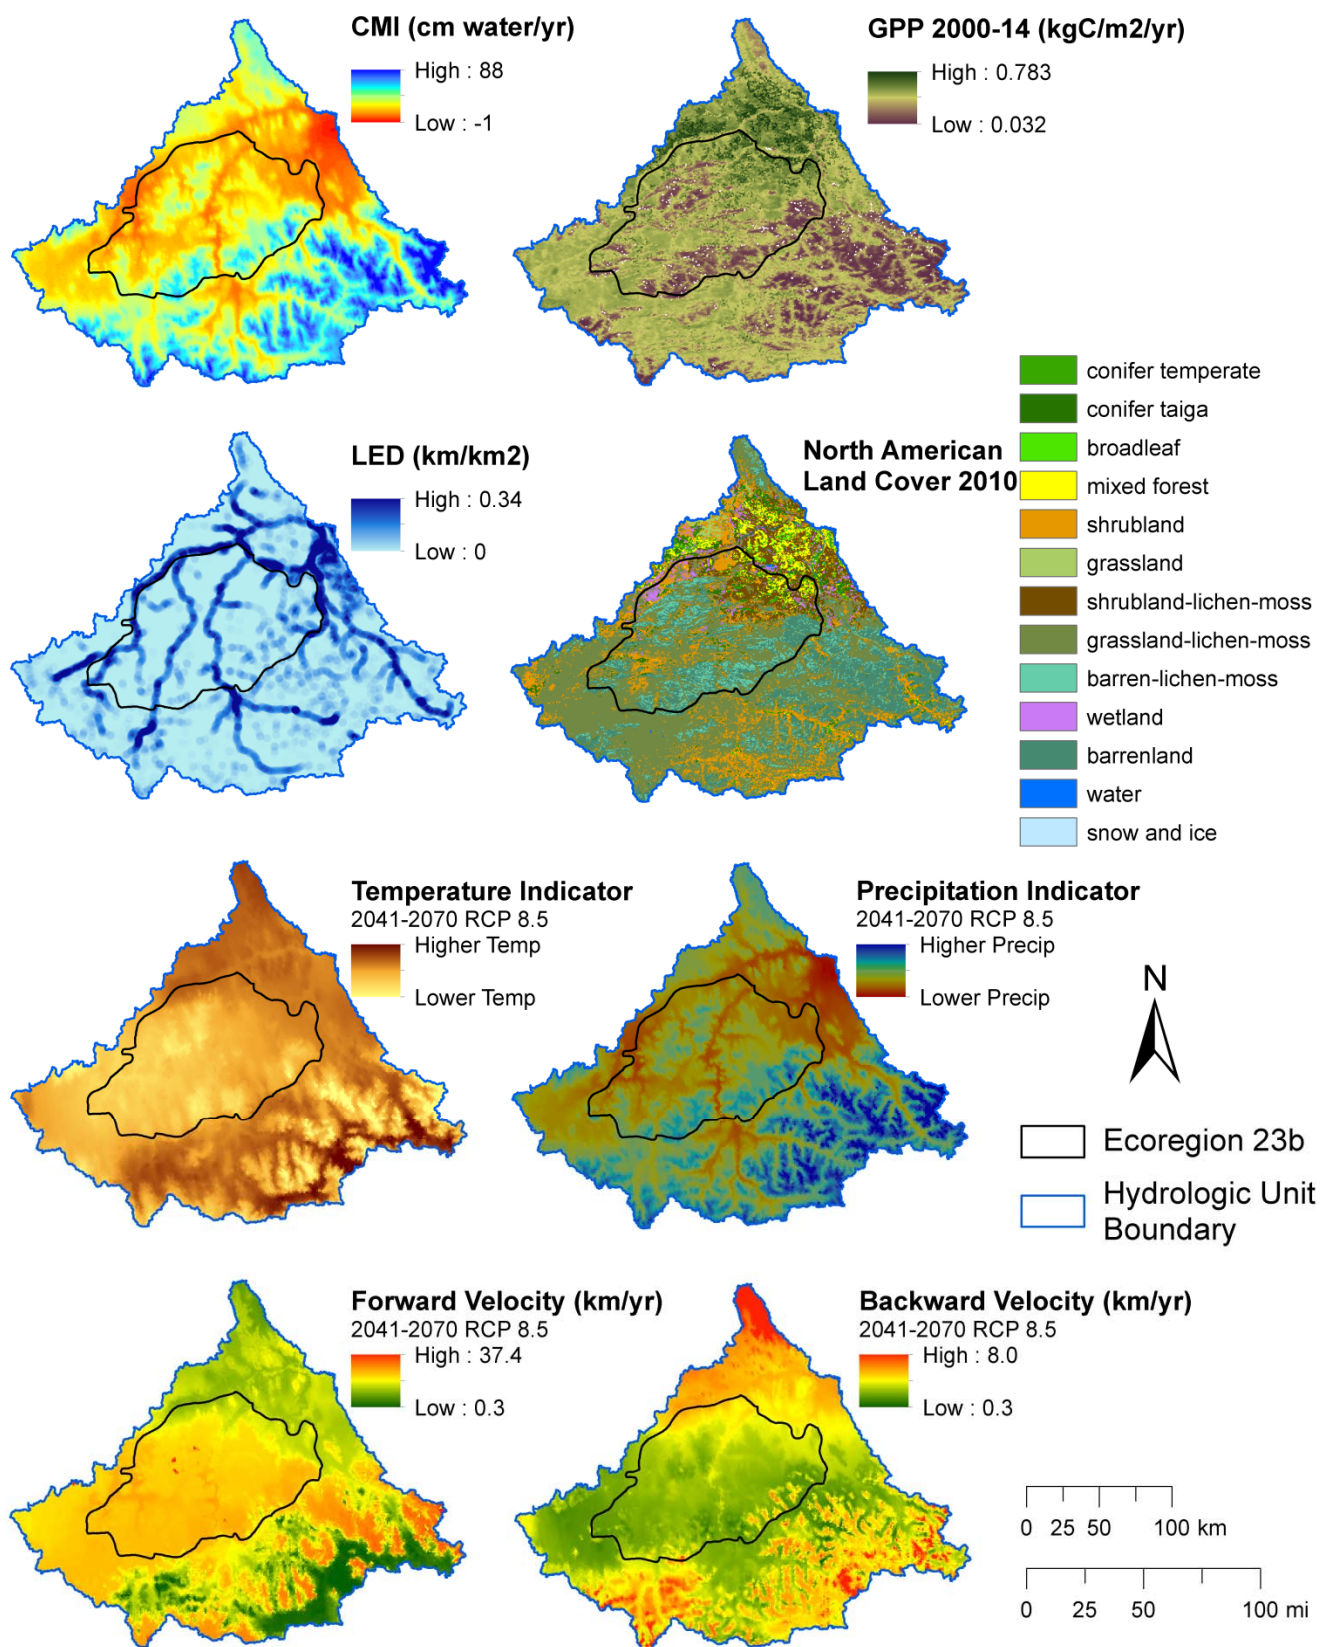 CMI (cm water/yr)
High : 88
Low : -1
GPP 2000-14 (kgC/m2/yr)
High : 0.783
Low : 0.032
LED (km/km2)
High : 0.34
Low : 0
North American
Land Cover 2010
conifer temperate
conifer taiga
broadleaf
mixed forest
shrubland
grassland
shrubland-lichen-moss
grassland-lichen-moss
barren-lichen-moss
wetland
barrenland
water
snow and ice
Temperature Indicator
2041-2070 RCP 8.5
Higher Temp
Lower Temp
Precipitation Indicator
2041-2070 RCP 8.5
Higher Precip
Lower Precip
N
Ecoregion 23b
Hydrologic Unit
Boundary
Forward Velocity (km/yr)
2041-2070 RCP 8.5
High : 37.4
Low : 0.3
Backward Velocity (km/yr)
2041-2070 RCP 8.5
High : 8.0
Low : 0.3
0 25 50 100 km
0 25 50 100 mi